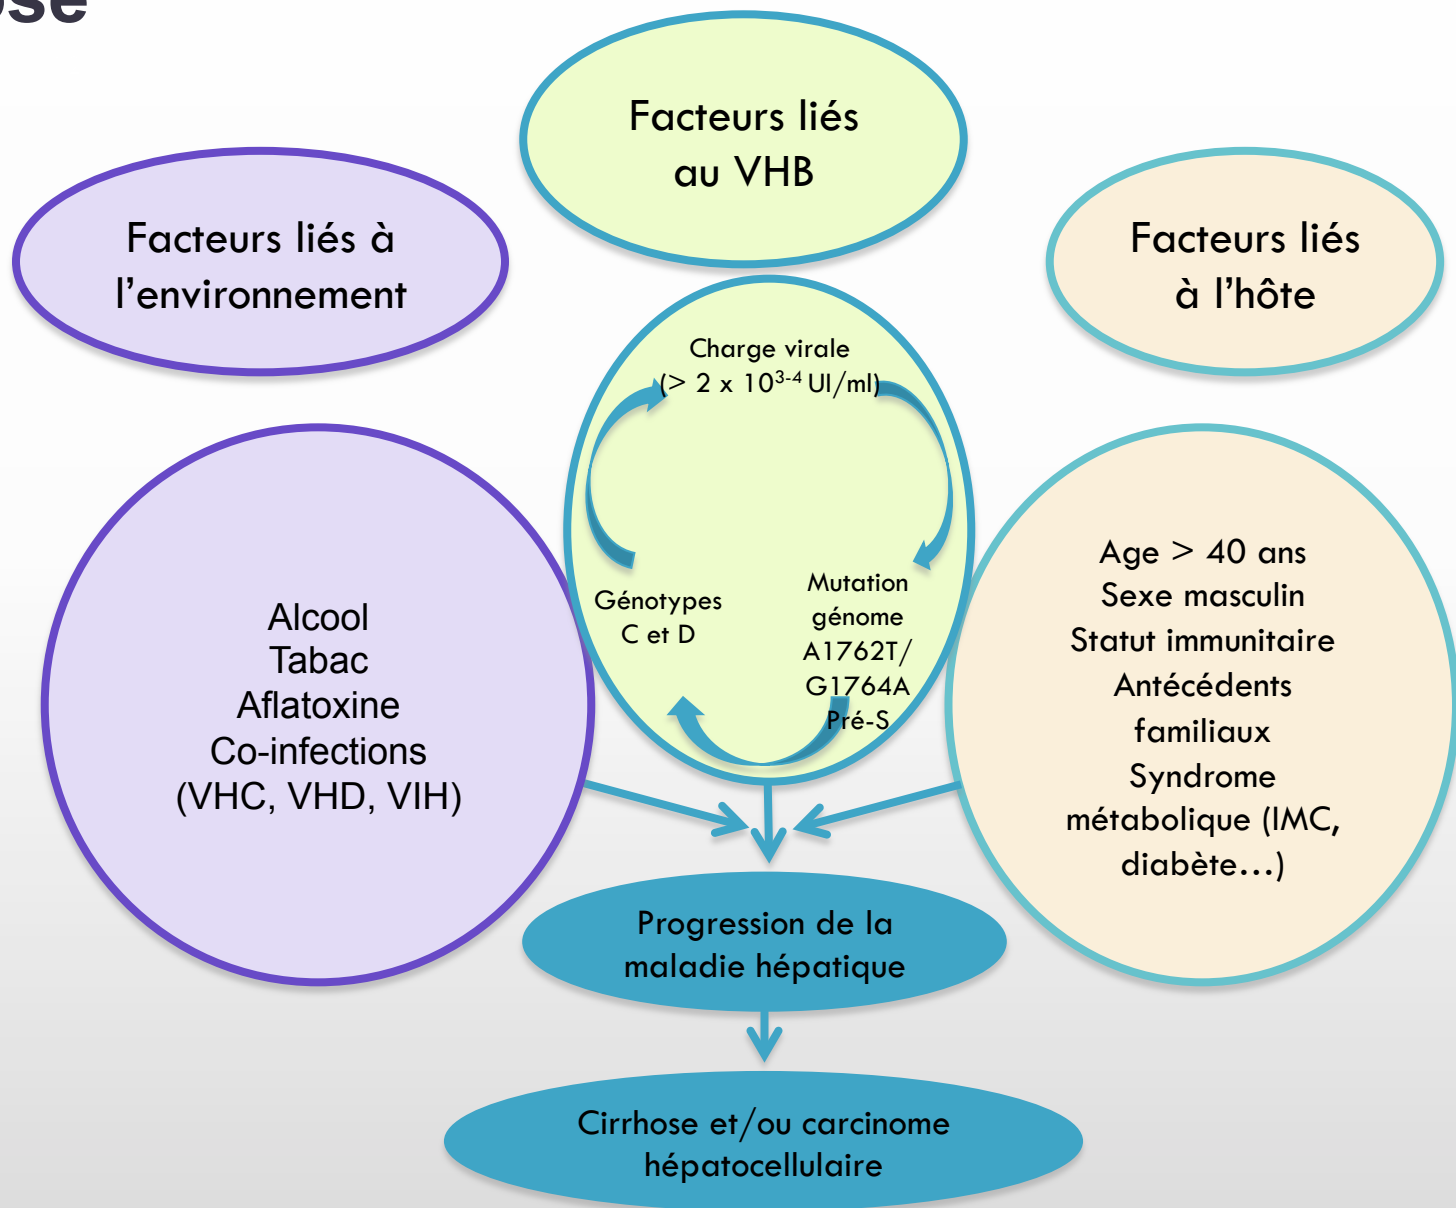 Facteurs liés
au VHB
Facteurs liés à
l’environnement
Facteurs liés
à l’hôte
Charge virale
(> 2 x 10³⁻⁴ UI/ml)
Génotypes
C et D
Mutation
génome
A1762T/
G1764A
Pré-S
Alcool
Tabac
Aflatoxine
Co-infections
(VHC, VHD, VIH)
Age > 40 ans
Sexe masculin
Statut immunitaire
Antécédents
familiaux
Syndrome
métabolique (IMC,
diabète…)
Progression de la
maladie hépatique
Cirrhose et/ou carcinome
hépatocellulaire